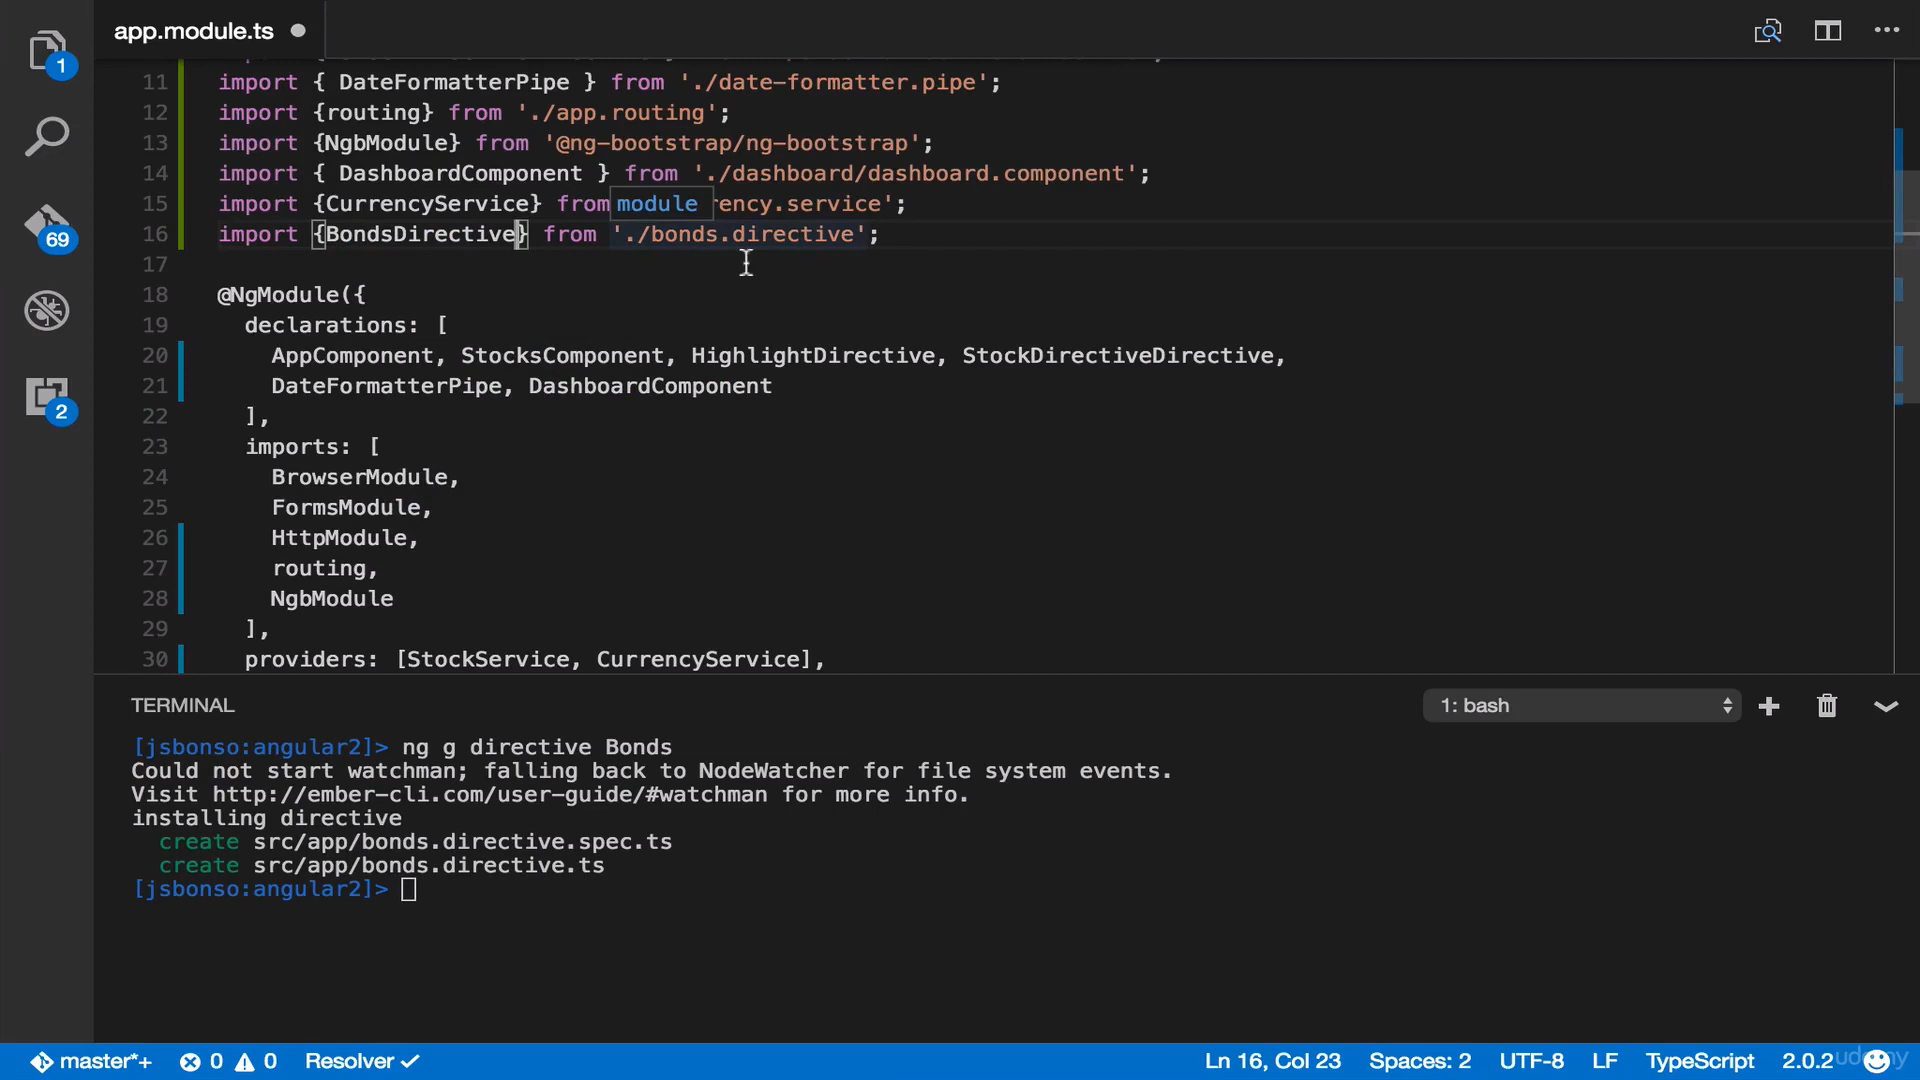 app.module.ts
1
11 import { DateFormatterPipe } from './date-formatter.pipe';
12 import {routing} from './app.routing';
13 import {NgbModule} from '@ng-bootstrap/ng-bootstrap';
14 import { DashboardComponent } from './dashboard/dashboard.component';
15 import {CurrencyService} from module rency.service';
16 import {BondsDirective} from './bonds.directive';
69
17
18 @NgModule({
19 declarations: [
20 AppComponent, StocksComponent, HighlightDirective, StockDirectiveDirective,
21 DateFormatterPipe, DashboardComponent
2
22 ],
23 imports: [
24 BrowserModule,
25 FormsModule,
26 HttpModule,
27 routing,
28 NgbModule
29 ],
30 providers: [StockService, CurrencyService],
TERMINAL
1: bash
[jsbonso:angular2]> ng g directive Bonds
Could not start watchman; falling back to NodeWatcher for file system events.
Visit http://ember-cli.com/user-guide/#watchman for more info.
installing directive
create src/app/bonds.directive.spec.ts
create src/app/bonds.directive.ts
[jsbonso:angular2]>
master*+ 0 0 Resolver Ln 16, Col 23 Spaces: 2 UTF-8 LF TypeScript 2.0.2
udemy